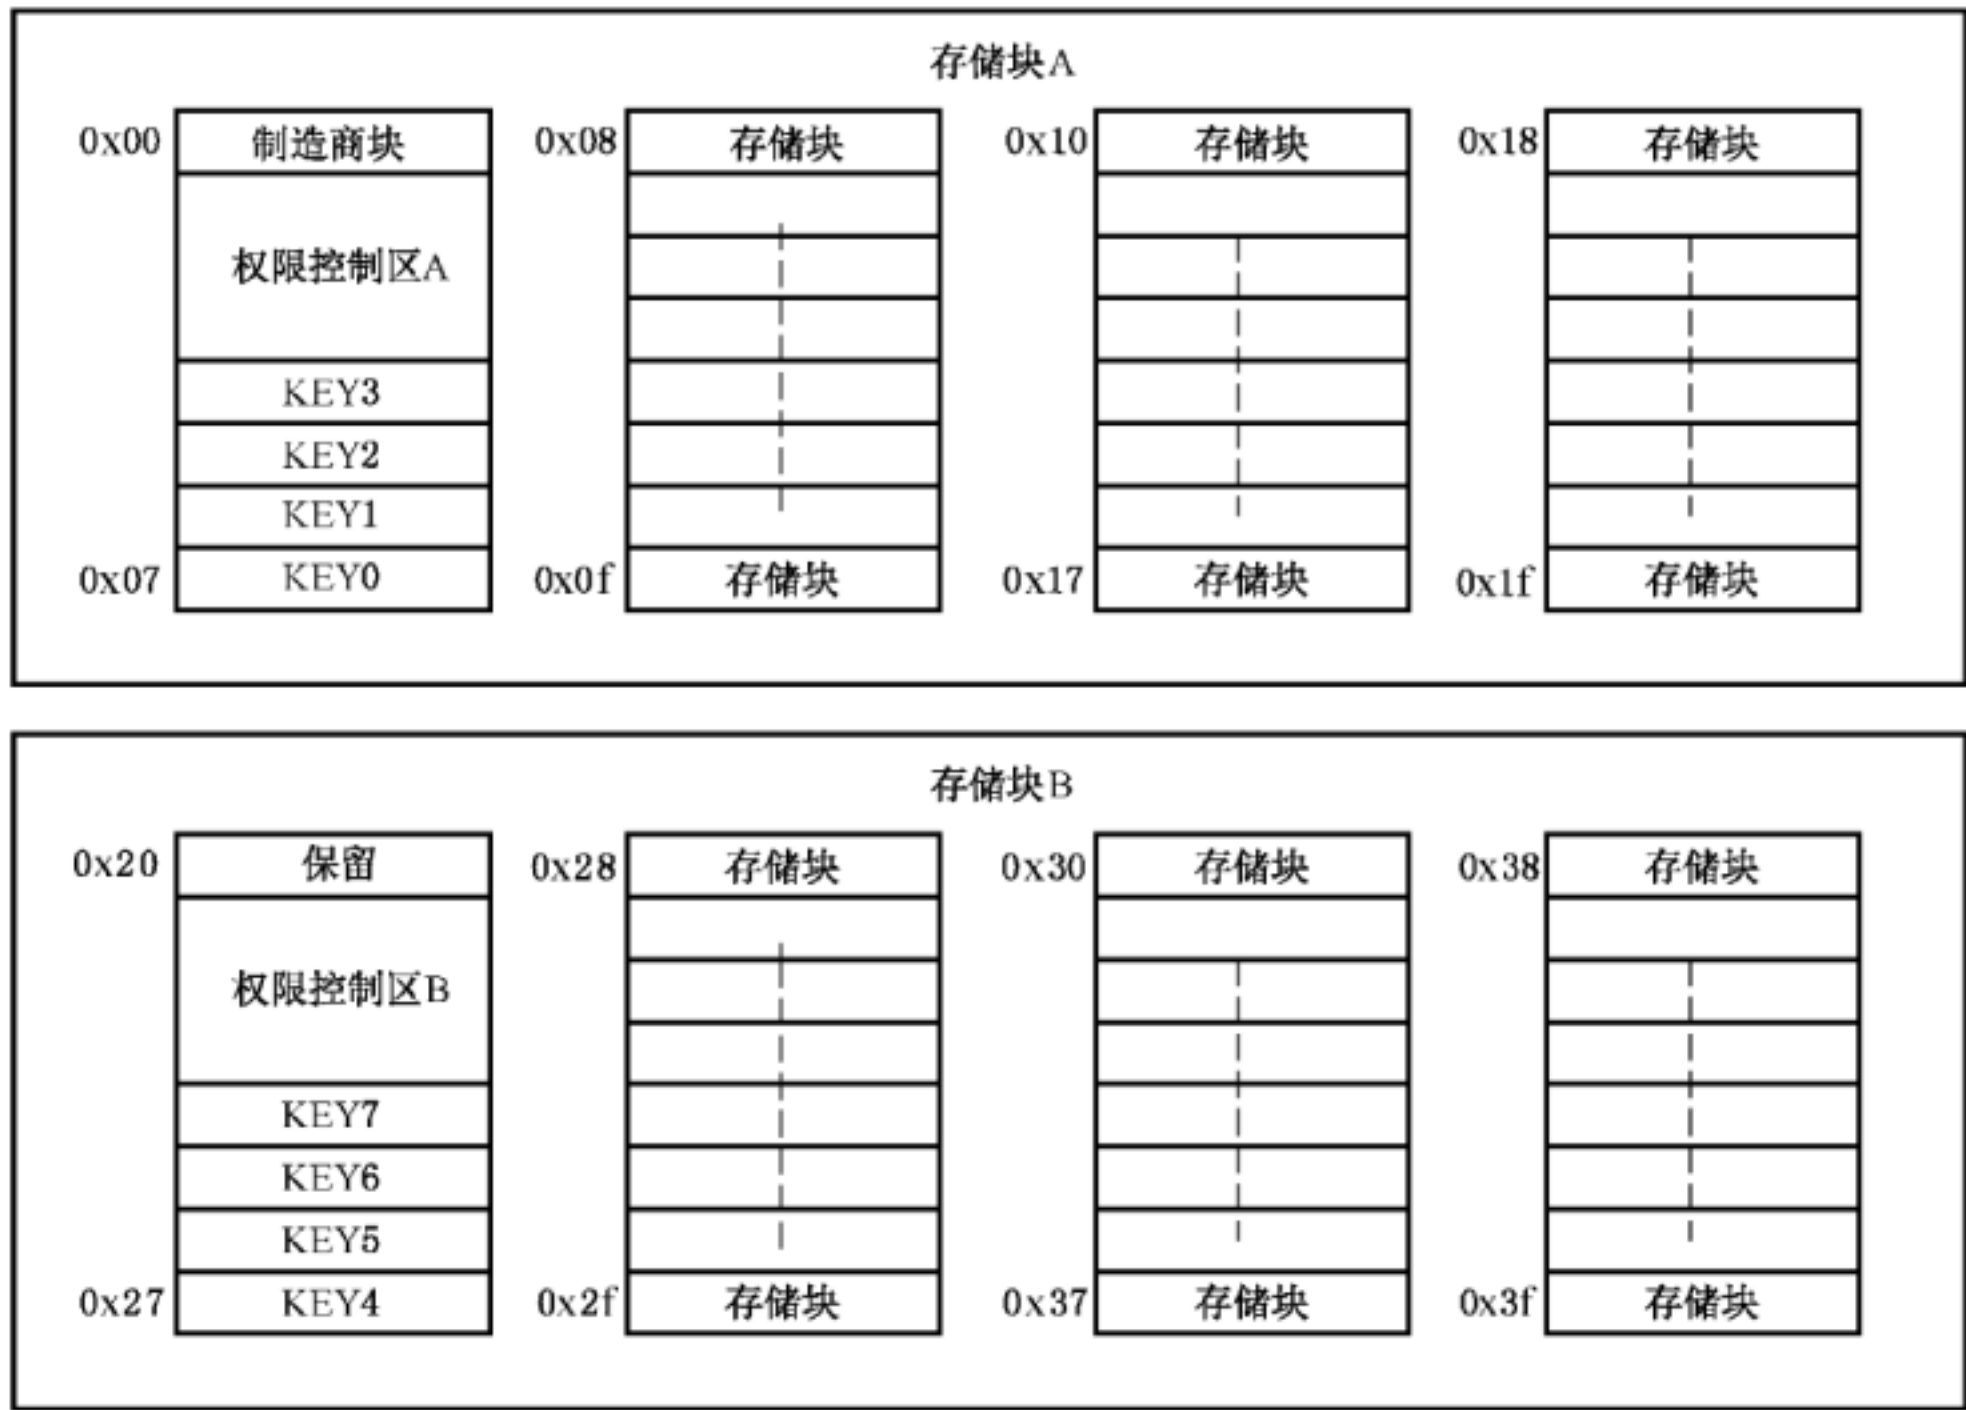 存储块A
0x00 制造商块 0x08 存储块 0x10 存储块 0x18 存储块
权限控制区A
KEY3
KEY2
KEY1
0x07 KEY0 0x0f 存储块 0x17 存储块 0x1f 存储块
存储块B
0x20 保留 0x28 存储块 0x30 存储块 0x38 存储块
权限控制区B
KEY7
KEY6
KEY5
0x27 KEY4 0x2f 存储块 0x37 存储块 0x3f 存储块